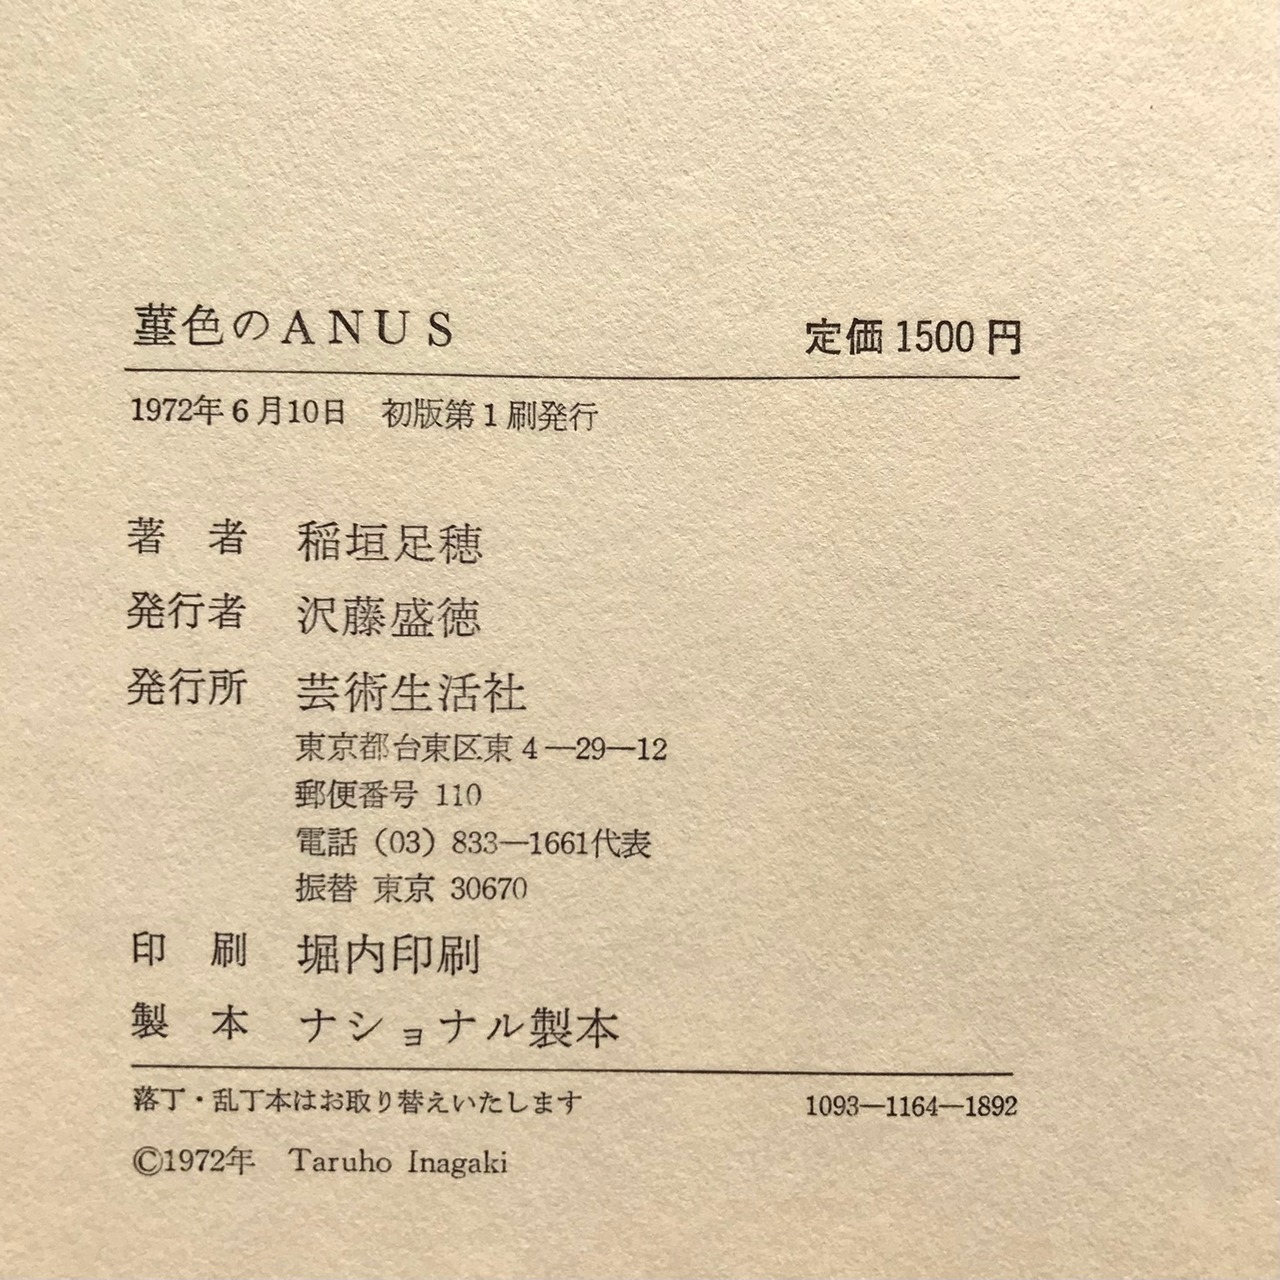 菫色のANUS 定価1500円
1972年6月10日 初版第1刷発行
著 者 稲垣足穂
発行者 沢藤盛徳
発行所 芸術生活社
東京都台東区東4—29—12
郵便番号 110
電話（03）833—1661代表
振替 東京 30670
印 刷 堀内印刷
製 本 ナショナル製本
落丁・乱丁本はお取り替えいたします 1093—1164—1892
©1972年 Taruho Inagaki